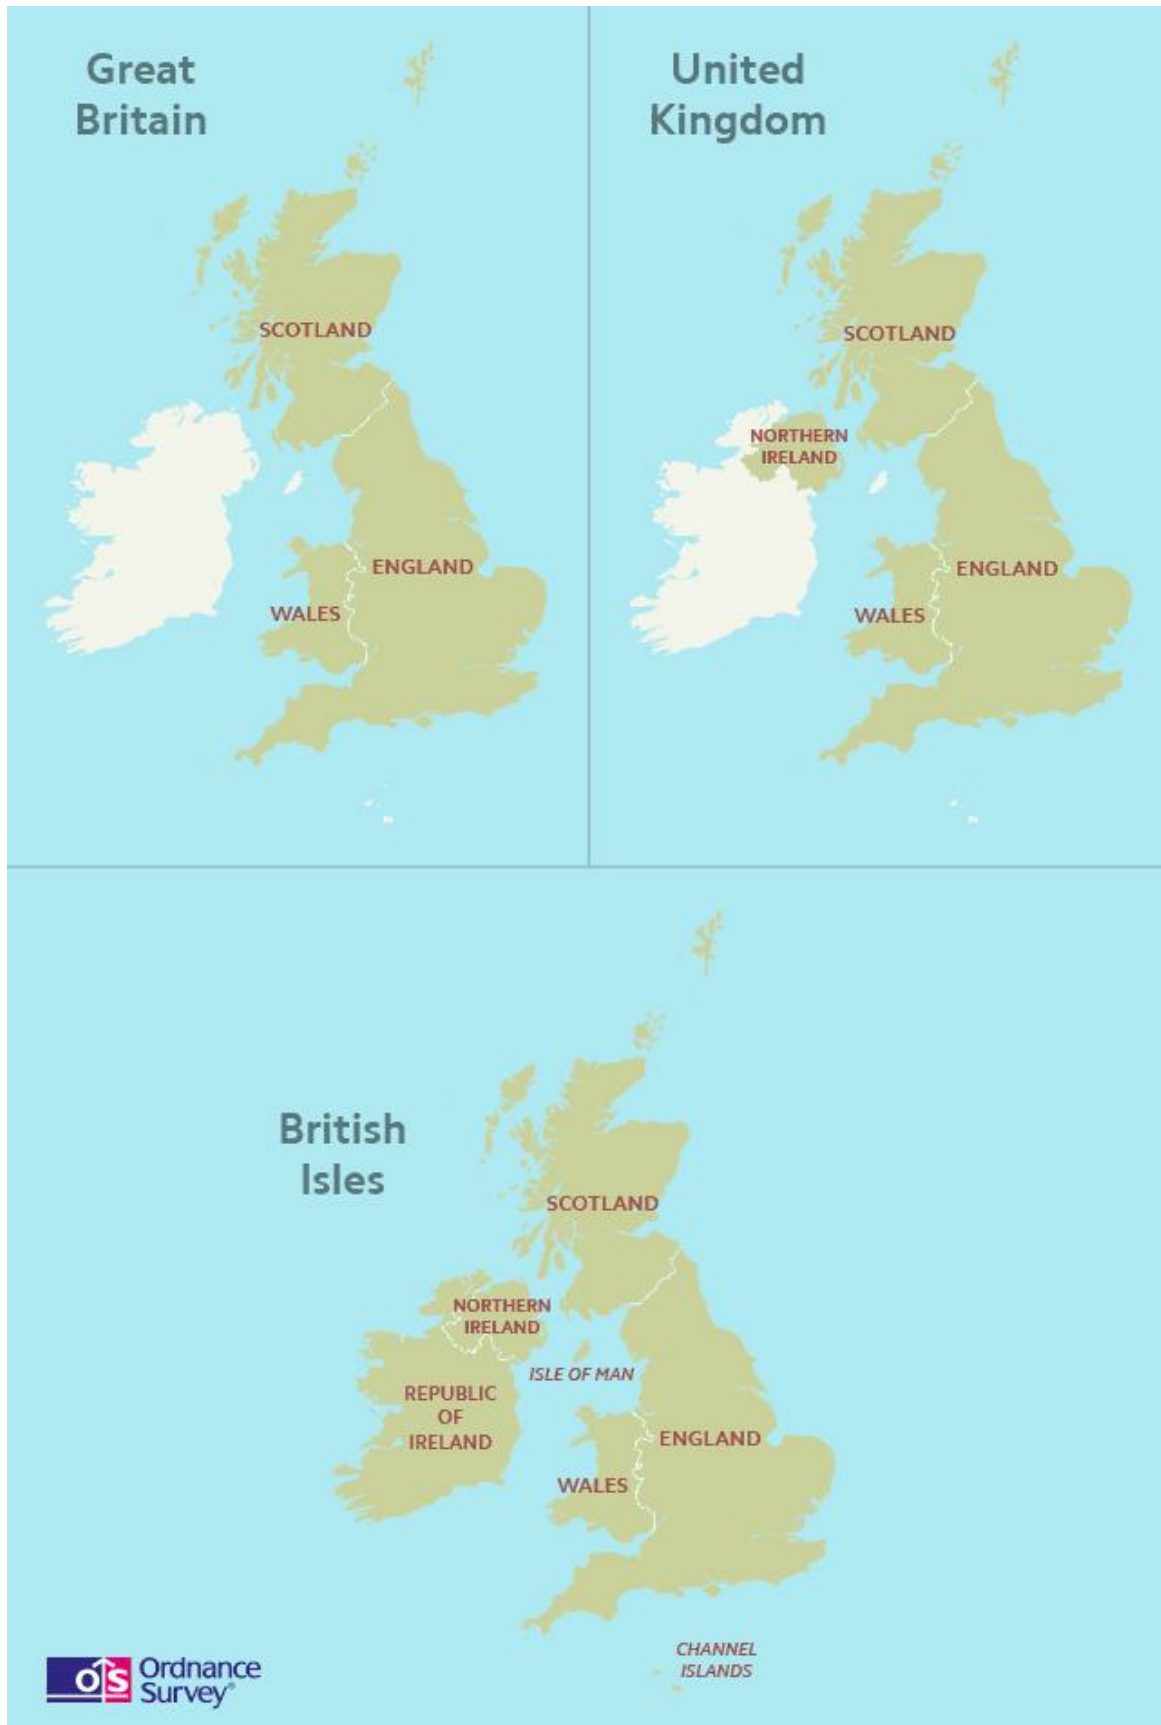 Great
Britain
SCOTLAND
ENGLAND
WALES
United
Kingdom
SCOTLAND
NORTHERN
IRELAND
ENGLAND
WALES
British
Isles
SCOTLAND
NORTHERN
IRELAND
ISLE OF MAN
REPUBLIC
OF
IRELAND
ENGLAND
WALES
CHANNEL
ISLANDS
os Ordnance
Survey®